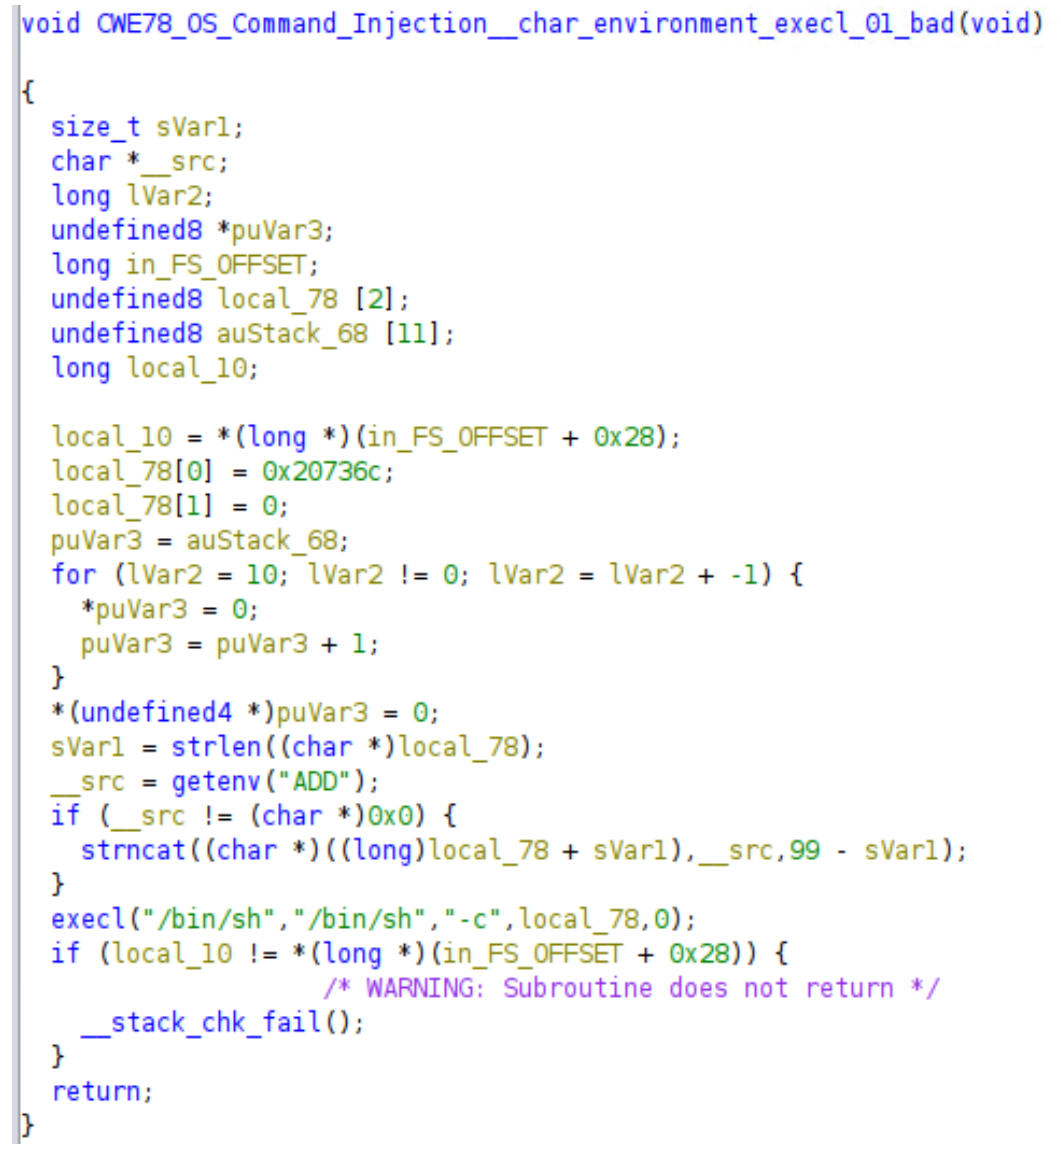 void CWE78_OS_Command_Injection__char_environment_execl_01_bad(void)
{
size_t sVar1;
char *__src;
long lVar2;
undefined8 *puVar3;
long in_FS_OFFSET;
undefined8 local_78 [2];
undefined8 auStack_68 [11];
long local_10;
local_10 = *(long *)(in_FS_OFFSET + 0x28);
local_78[0] = 0x20736c;
local_78[1] = 0;
puVar3 = auStack_68;
for (lVar2 = 10; lVar2 != 0; lVar2 = lVar2 + -1) {
*puVar3 = 0;
puVar3 = puVar3 + 1;
}
*(undefined4 *)puVar3 = 0;
sVar1 = strlen((char *)local_78);
__src = getenv("ADD");
if (__src != (char *)0x0) {
strncat((char *)((long)local_78 + sVar1),__src,99 - sVar1);
}
execl("/bin/sh","/bin/sh","-c",local_78,0);
if (local_10 != *(long *)(in_FS_OFFSET + 0x28)) {
/* WARNING: Subroutine does not return */
__stack_chk_fail();
}
return;
}